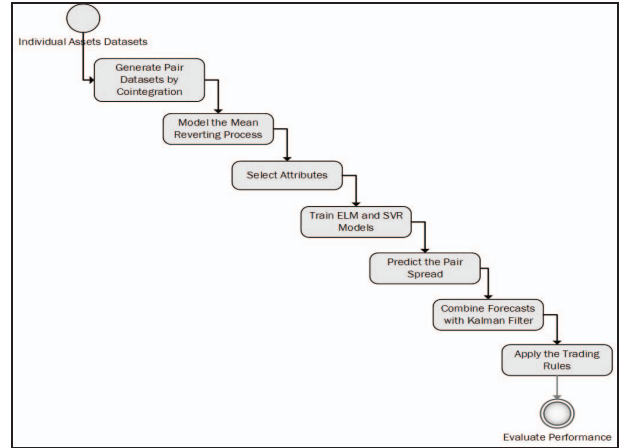 Individual Assets Datasets
Generate Pair
Datasets by
Cointegration
Model the Mean
Reverting Process
Select Attributes
Train ELM and SVR
Models
Predict the Pair
Spread
Combine Forecasts
with Kalman Filter
Apply the Trading
Rules
Evaluate Performance